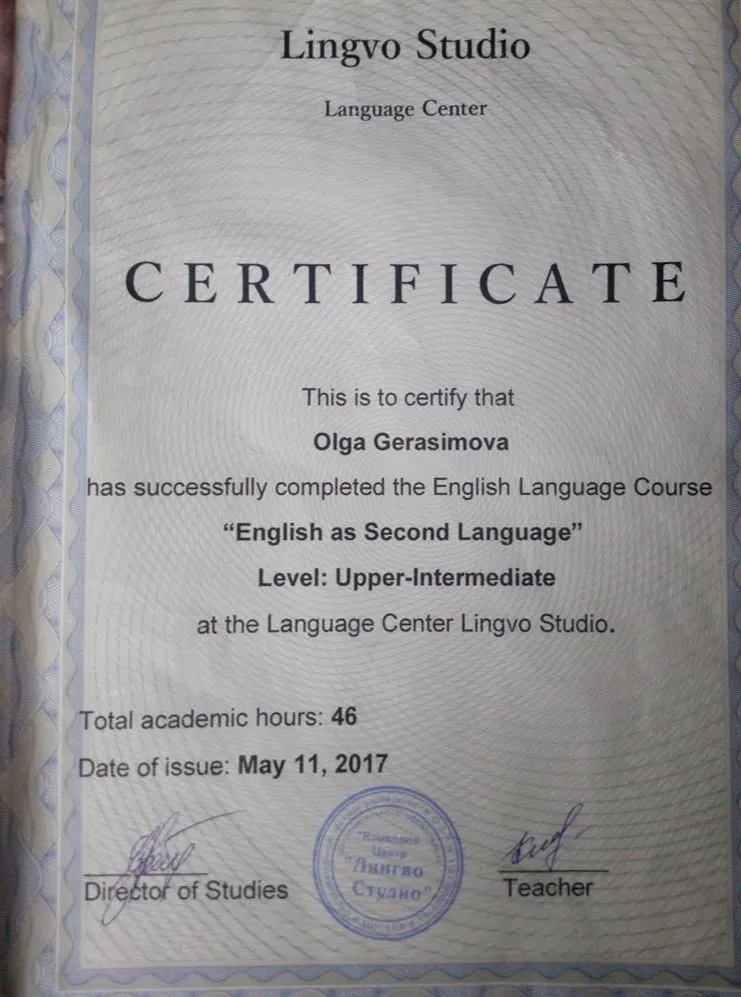 Lingvo Studio
Language Center
CERTIFICATE
This is to certify that
Olga Gerasimova
has successfully completed the English Language Course
“English as Second Language”
Level: Upper-Intermediate
at the Language Center Lingvo Studio.
Total academic hours: 46
Date of issue: May 11, 2017
"Языковой
Центр
"Лингво
Студио"
Director of Studies
Teacher